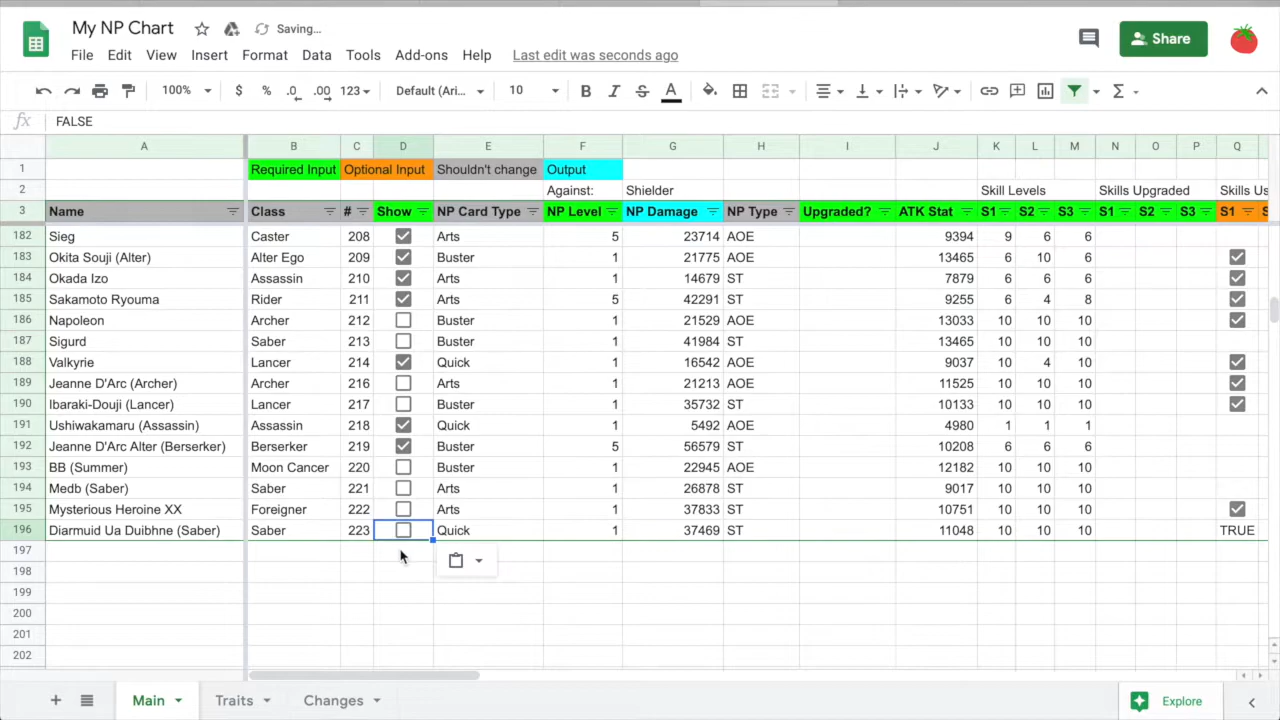 My NP Chart Saving...
File Edit View Insert Format Data Tools Add-ons Help Last edit was seconds ago
Share
100% $ % .0 .00 123 Default (Ari... 10 B I S A
fx FALSE
A B C D E F G H I J K L M N O P Q
1 Required Input Optional Input Shouldn't change Output
2 Against: Shielder Skill Levels Skills Upgraded Skills Us
3 Name Class # Show NP Card Type NP Level NP Damage NP Type Upgraded? ATK Stat S1 S2 S3 S1 S2 S3 S1 S
182 Sieg Caster 208 Arts 5 23714 AOE 9394 9 6 6
183 Okita Souji (Alter) Alter Ego 209 Buster 1 21775 AOE 13465 6 10 6
184 Okada Izo Assassin 210 Arts 1 14679 ST 7879 6 6 6
185 Sakamoto Ryouma Rider 211 Arts 5 42291 ST 9255 6 4 8
186 Napoleon Archer 212 Buster 1 21529 AOE 13033 10 10 10
187 Sigurd Saber 213 Buster 1 41984 ST 13465 10 10 10
188 Valkyrie Lancer 214 Quick 1 16542 AOE 9037 10 4 10
189 Jeanne D'Arc (Archer) Archer 216 Arts 1 21213 AOE 11525 10 10 10
190 Ibaraki-Douji (Lancer) Lancer 217 Buster 1 35732 ST 10133 10 10 10
191 Ushiwakamaru (Assassin) Assassin 218 Quick 1 5492 AOE 4980 1 1 1
192 Jeanne D'Arc Alter (Berserker) Berserker 219 Buster 5 56579 ST 10208 6 6 6
193 BB (Summer) Moon Cancer 220 Buster 1 22945 AOE 12182 10 10 10
194 Medb (Saber) Saber 221 Arts 1 26878 ST 9017 10 10 10
195 Mysterious Heroine XX Foreigner 222 Arts 1 37833 ST 10751 10 10 10
196 Diarmuid Ua Duibhne (Saber) Saber 223 Quick 1 37469 ST 11048 10 10 10 TRUE
197
198
199
200
201
202
Main Traits Changes Explore